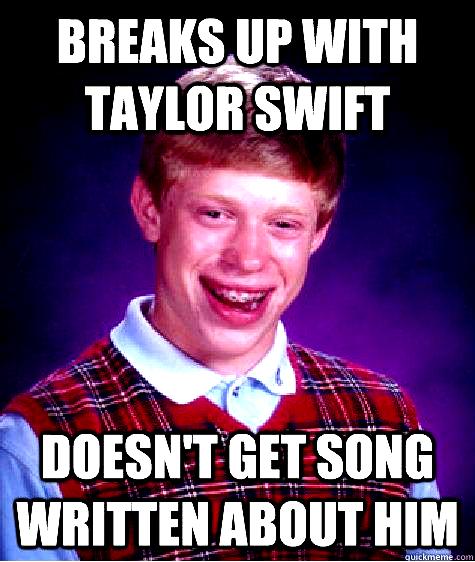 BREAKS UP WITH
TAYLOR SWIFT
DOESN'T GET SONG
WRITTEN ABOUT HIM
quickmeme.com